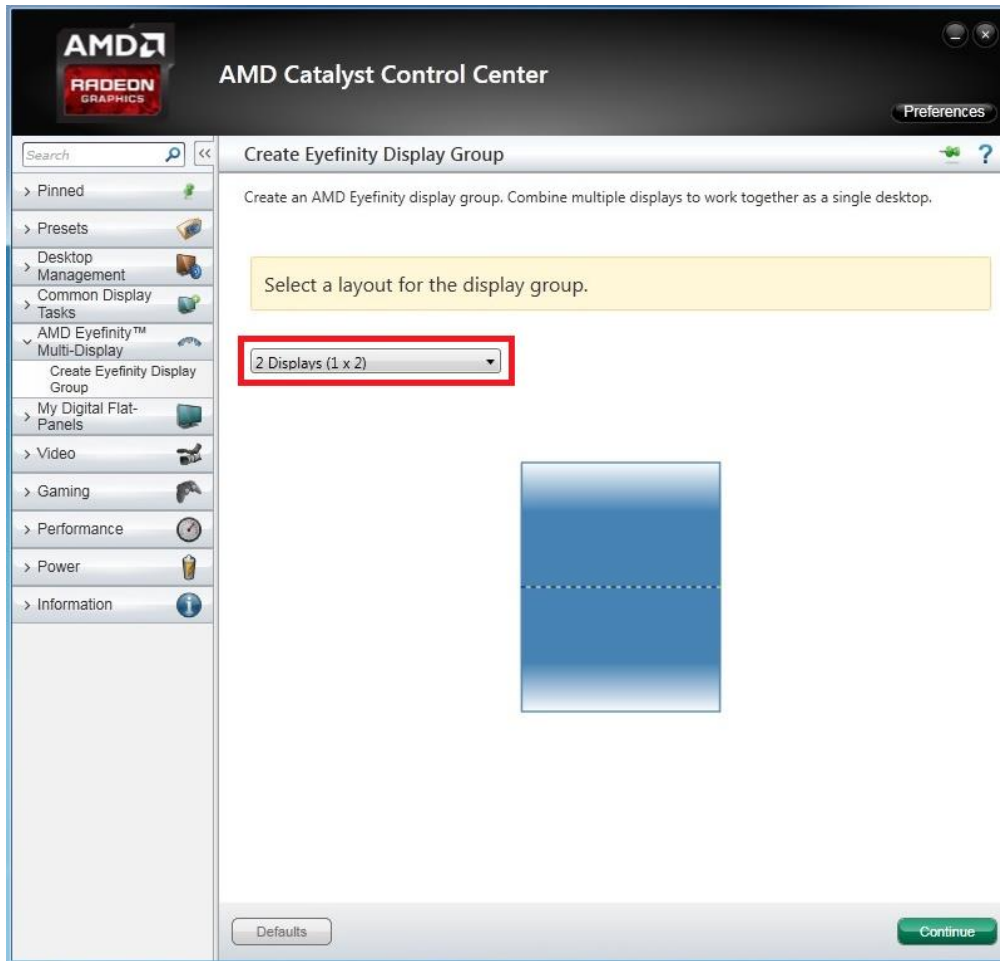 AMD
RADEON
GRAPHICS
AMD Catalyst Control Center
Preferences
Search
<<
Create Eyefinity Display Group
?
> Pinned
Create an AMD Eyefinity display group. Combine multiple displays to work together as a single desktop.
> Presets
> Desktop
Management
Select a layout for the display group.
> Common Display
Tasks
AMD Eyefinity™
Multi-Display
2 Displays (1 x 2)
Create Eyefinity Display
Group
> My Digital Flat-
Panels
> Video
> Gaming
> Performance
> Power
> Information
Defaults
Continue